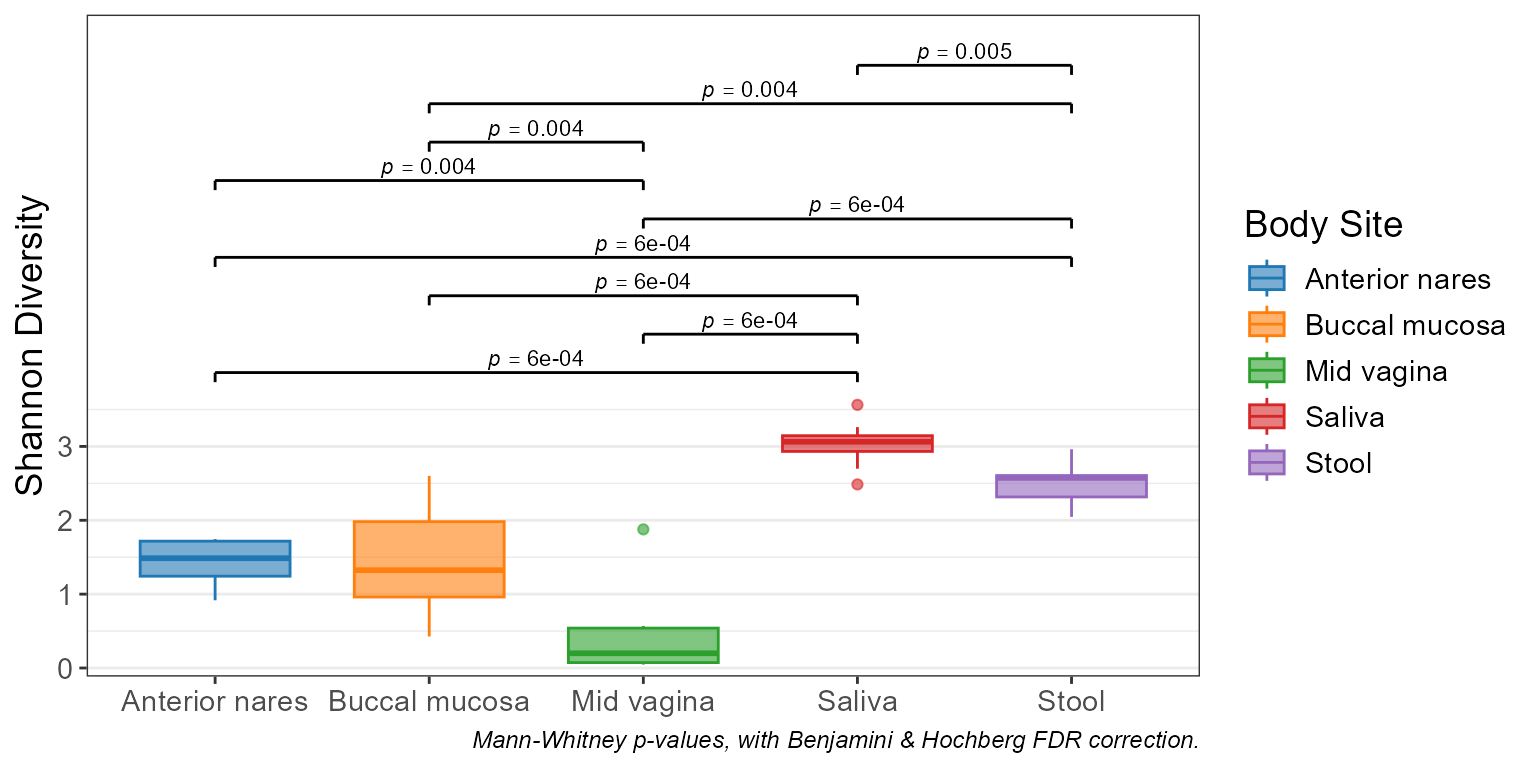 p = 0.005
p = 0.004
p = 0.004
p = 0.004
p = 6e-04
p = 6e-04
p = 6e-04
p = 6e-04
p = 6e-04
Shannon Diversity
3
2
1
0
Anterior nares
Buccal mucosa
Mid vagina
Saliva
Stool
Mann-Whitney p-values, with Benjamini & Hochberg FDR correction.
Body Site
Anterior nares
Buccal mucosa
Mid vagina
Saliva
Stool